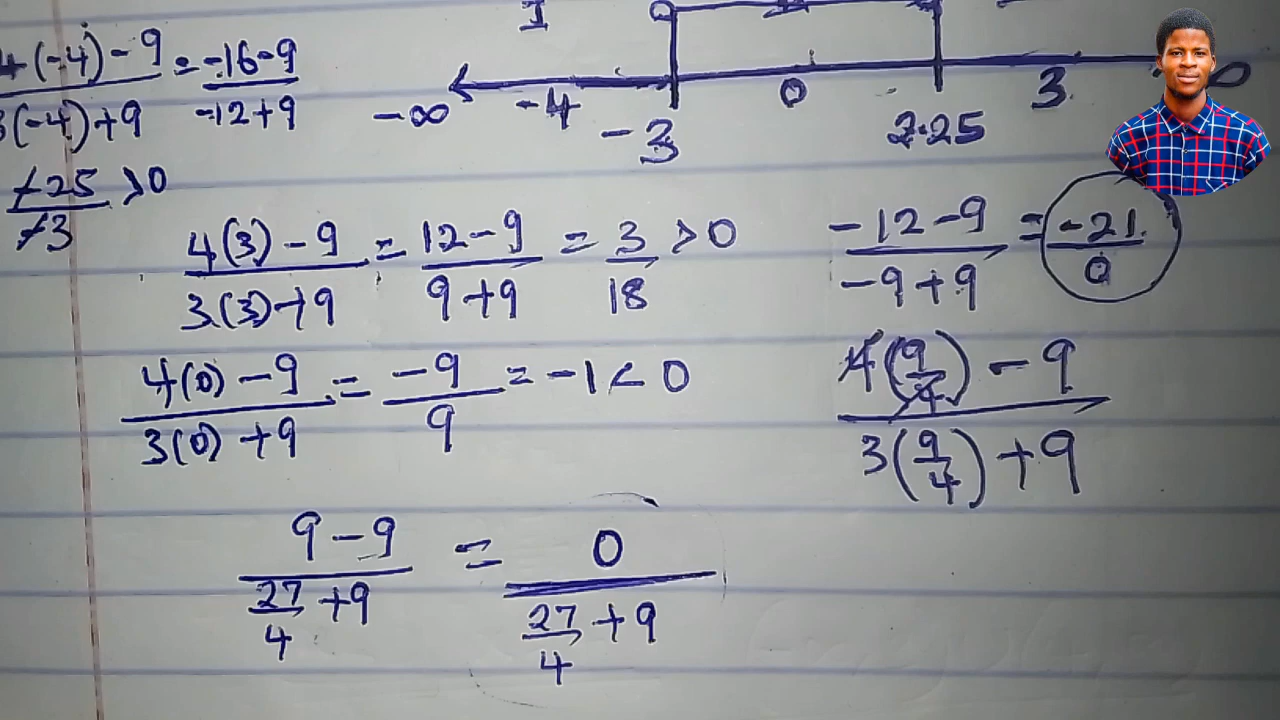 I
4(-4) - 9 / 3(-4) + 9 = -16-9 / -12+9
-∞ -4 -3 0 2.25 3 ∞
-25 / -3 > 0
4(3) - 9 / 3(3) + 9 = 12 - 9 / 9 + 9 = 3 / 18 > 0
-12 - 9 / -9 + 9 = -21 / 0
4(0) - 9 / 3(0) + 9 = -9 / 9 = -1 < 0
4(9/4) - 9 / 3(9/4) + 9
9 - 9 / 27/4 + 9 = 0 / 27/4 + 9